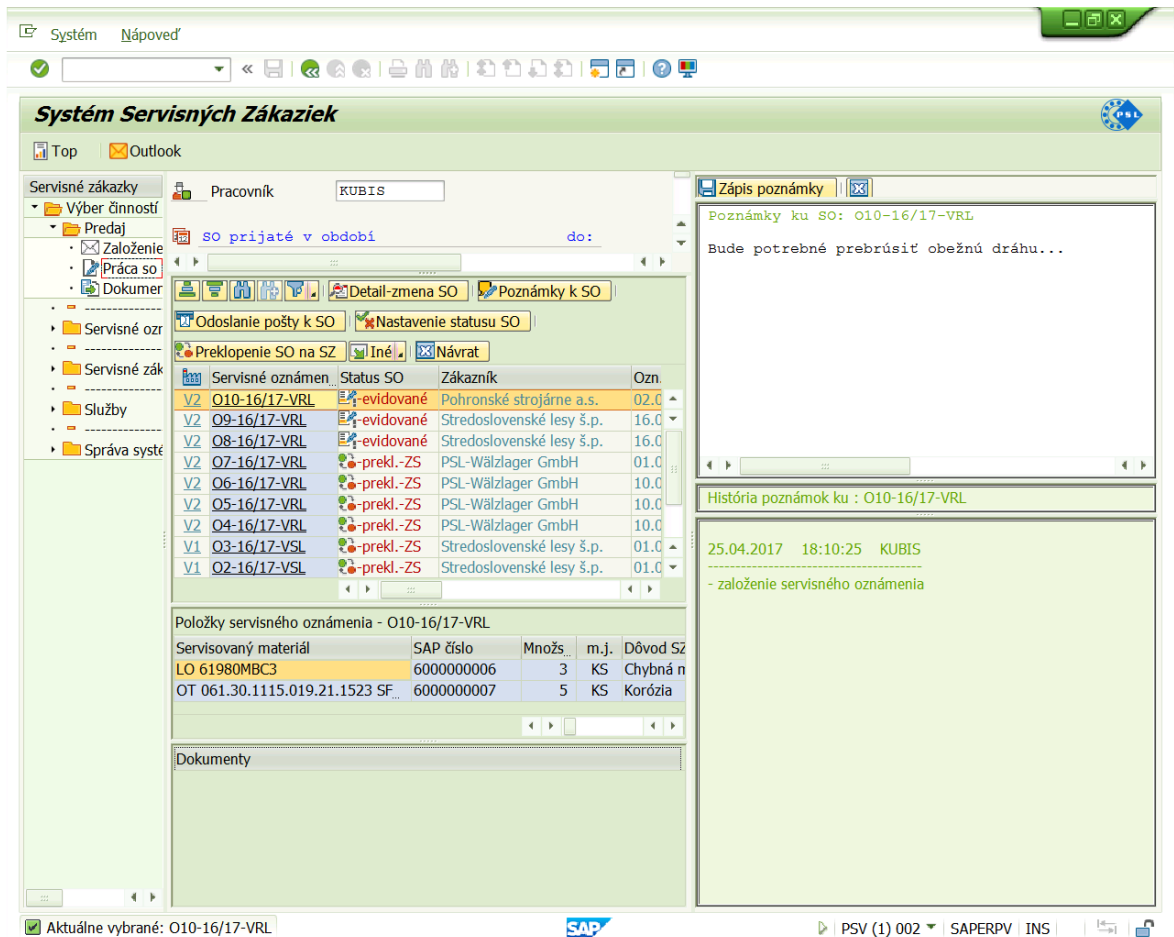 Systém Nápoveď
Systém Servisných Zákaziek
PSL
Top Outlook
Servisné zákazky
Výber činností
Predaj
Založenie
Práca so
Dokumer
--------------
Servisné ozr
--------------
Servisné zák
--------------
Služby
--------------
Správa systé
Pracovník KUBIS
SO prijaté v období do:
Detail-zmena SO Poznámky k SO
Odoslanie pošty k SO Nastavenie statusu SO
Preklopenie SO na SZ Iné Návrat
Servisné oznámen Status SO Zákazník Ozn.
V2 O10-16/17-VRL -evidované Pohronské strojárne a.s. 02.0
V2 O9-16/17-VRL -evidované Stredoslovenské lesy š.p. 16.0
V2 O8-16/17-VRL -evidované Stredoslovenské lesy š.p. 16.0
V2 O7-16/17-VRL -prekl.-ZS PSL-Wälzlager GmbH 01.0
V2 O6-16/17-VRL -prekl.-ZS PSL-Wälzlager GmbH 10.0
V2 O5-16/17-VRL -prekl.-ZS PSL-Wälzlager GmbH 10.0
V2 O4-16/17-VRL -prekl.-ZS PSL-Wälzlager GmbH 10.0
V1 O3-16/17-VSL -prekl.-ZS Stredoslovenské lesy š.p. 01.0
V1 O2-16/17-VSL -prekl.-ZS Stredoslovenské lesy š.p. 01.0
Položky servisného oznámenia - O10-16/17-VRL
Servisovaný materiál SAP číslo Množs m.j. Dôvod SZ
LO 61980MBC3 6000000006 3 KS Chybná m
OT 061.30.1115.019.21.1523 SF 6000000007 5 KS Korózia
Dokumenty
Zápis poznámky
Poznámky ku SO: O10-16/17-VRL
Bude potrebné prebrúsiť obežnú dráhu...
História poznámok ku : O10-16/17-VRL
25.04.2017 18:10:25 KUBIS
--------------------------------------
- založenie servisného oznámenia
Aktuálne vybrané: O10-16/17-VRL
SAP
PSV (1) 002 SAPERPV INS